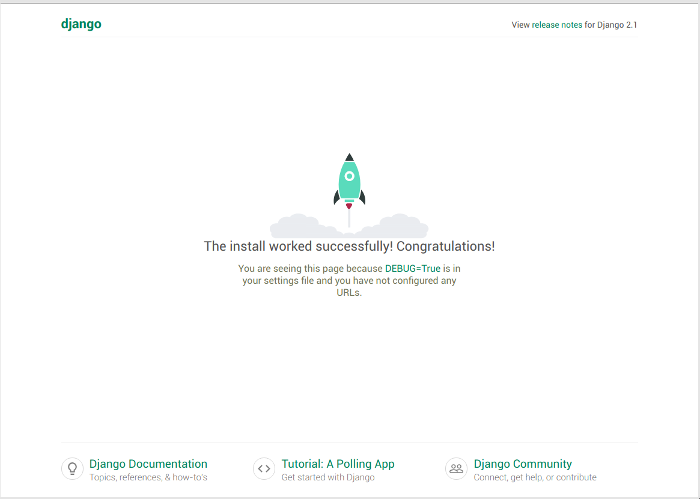 django
View release notes for Django 2.1
The install worked successfully! Congratulations!
You are seeing this page because DEBUG=True is in
your settings file and you have not configured any
URLs.
Django Documentation
Topics, references, & how-to's
Tutorial: A Polling App
Get started with Django
Django Community
Connect, get help, or contribute